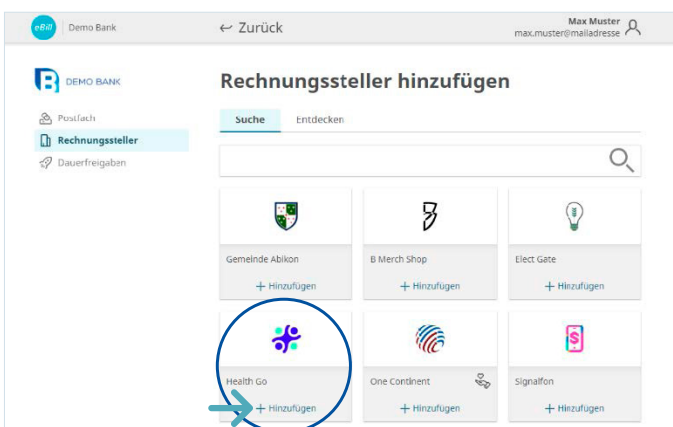 eBill Demo Bank
← Zurück
Max Muster
max.muster@mailadresse
DEMO BANK
Postfach
Rechnungssteller
Dauerfreigaben
Rechnungssteller hinzufügen
Suche Entdecken
Gemeinde Abikon
+ Hinzufügen
B Merch Shop
+ Hinzufügen
Elect Gate
+ Hinzufügen
Health Go
+ Hinzufügen
One Continent
+ Hinzufügen
Signalfon
+ Hinzufügen